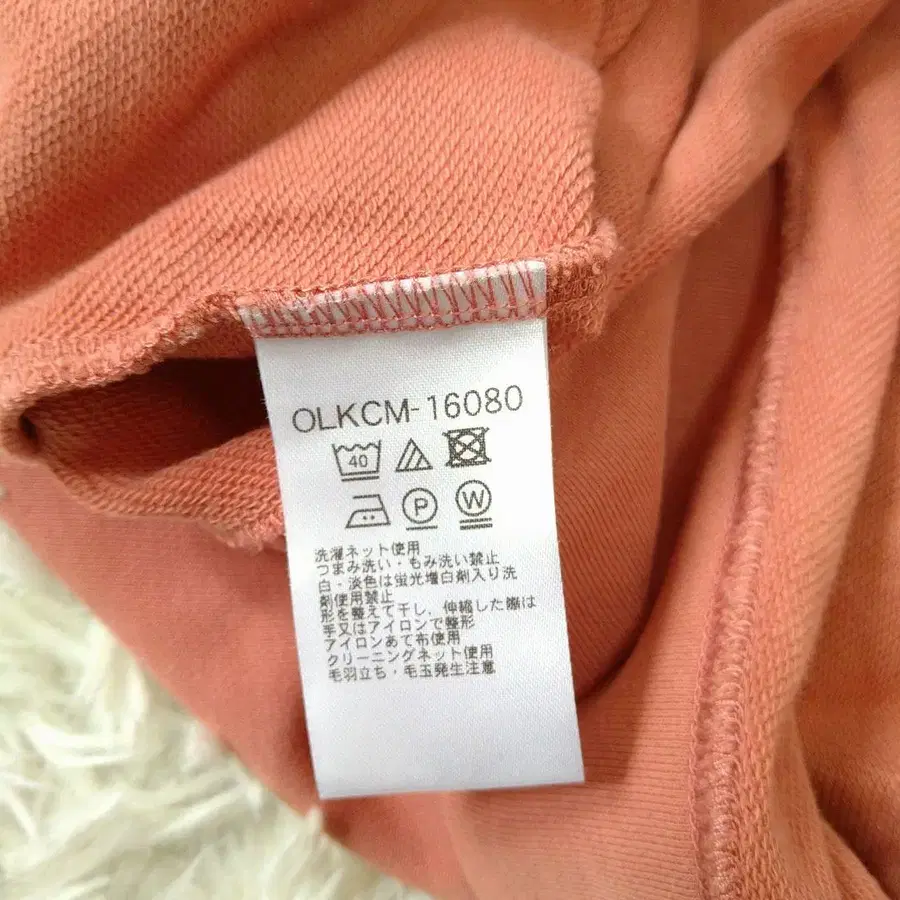 OLKCM-16080
40
P W
洗濯ネット使用
つまみ洗い・もみ洗い禁止
白・淡色は蛍光増白剤入り洗
剤使用禁止
形を整えて干し、伸縮した際は
手又はアイロンで整形
アイロンあて布使用
クリーニングネット使用
毛羽立ち・毛玉発生注意